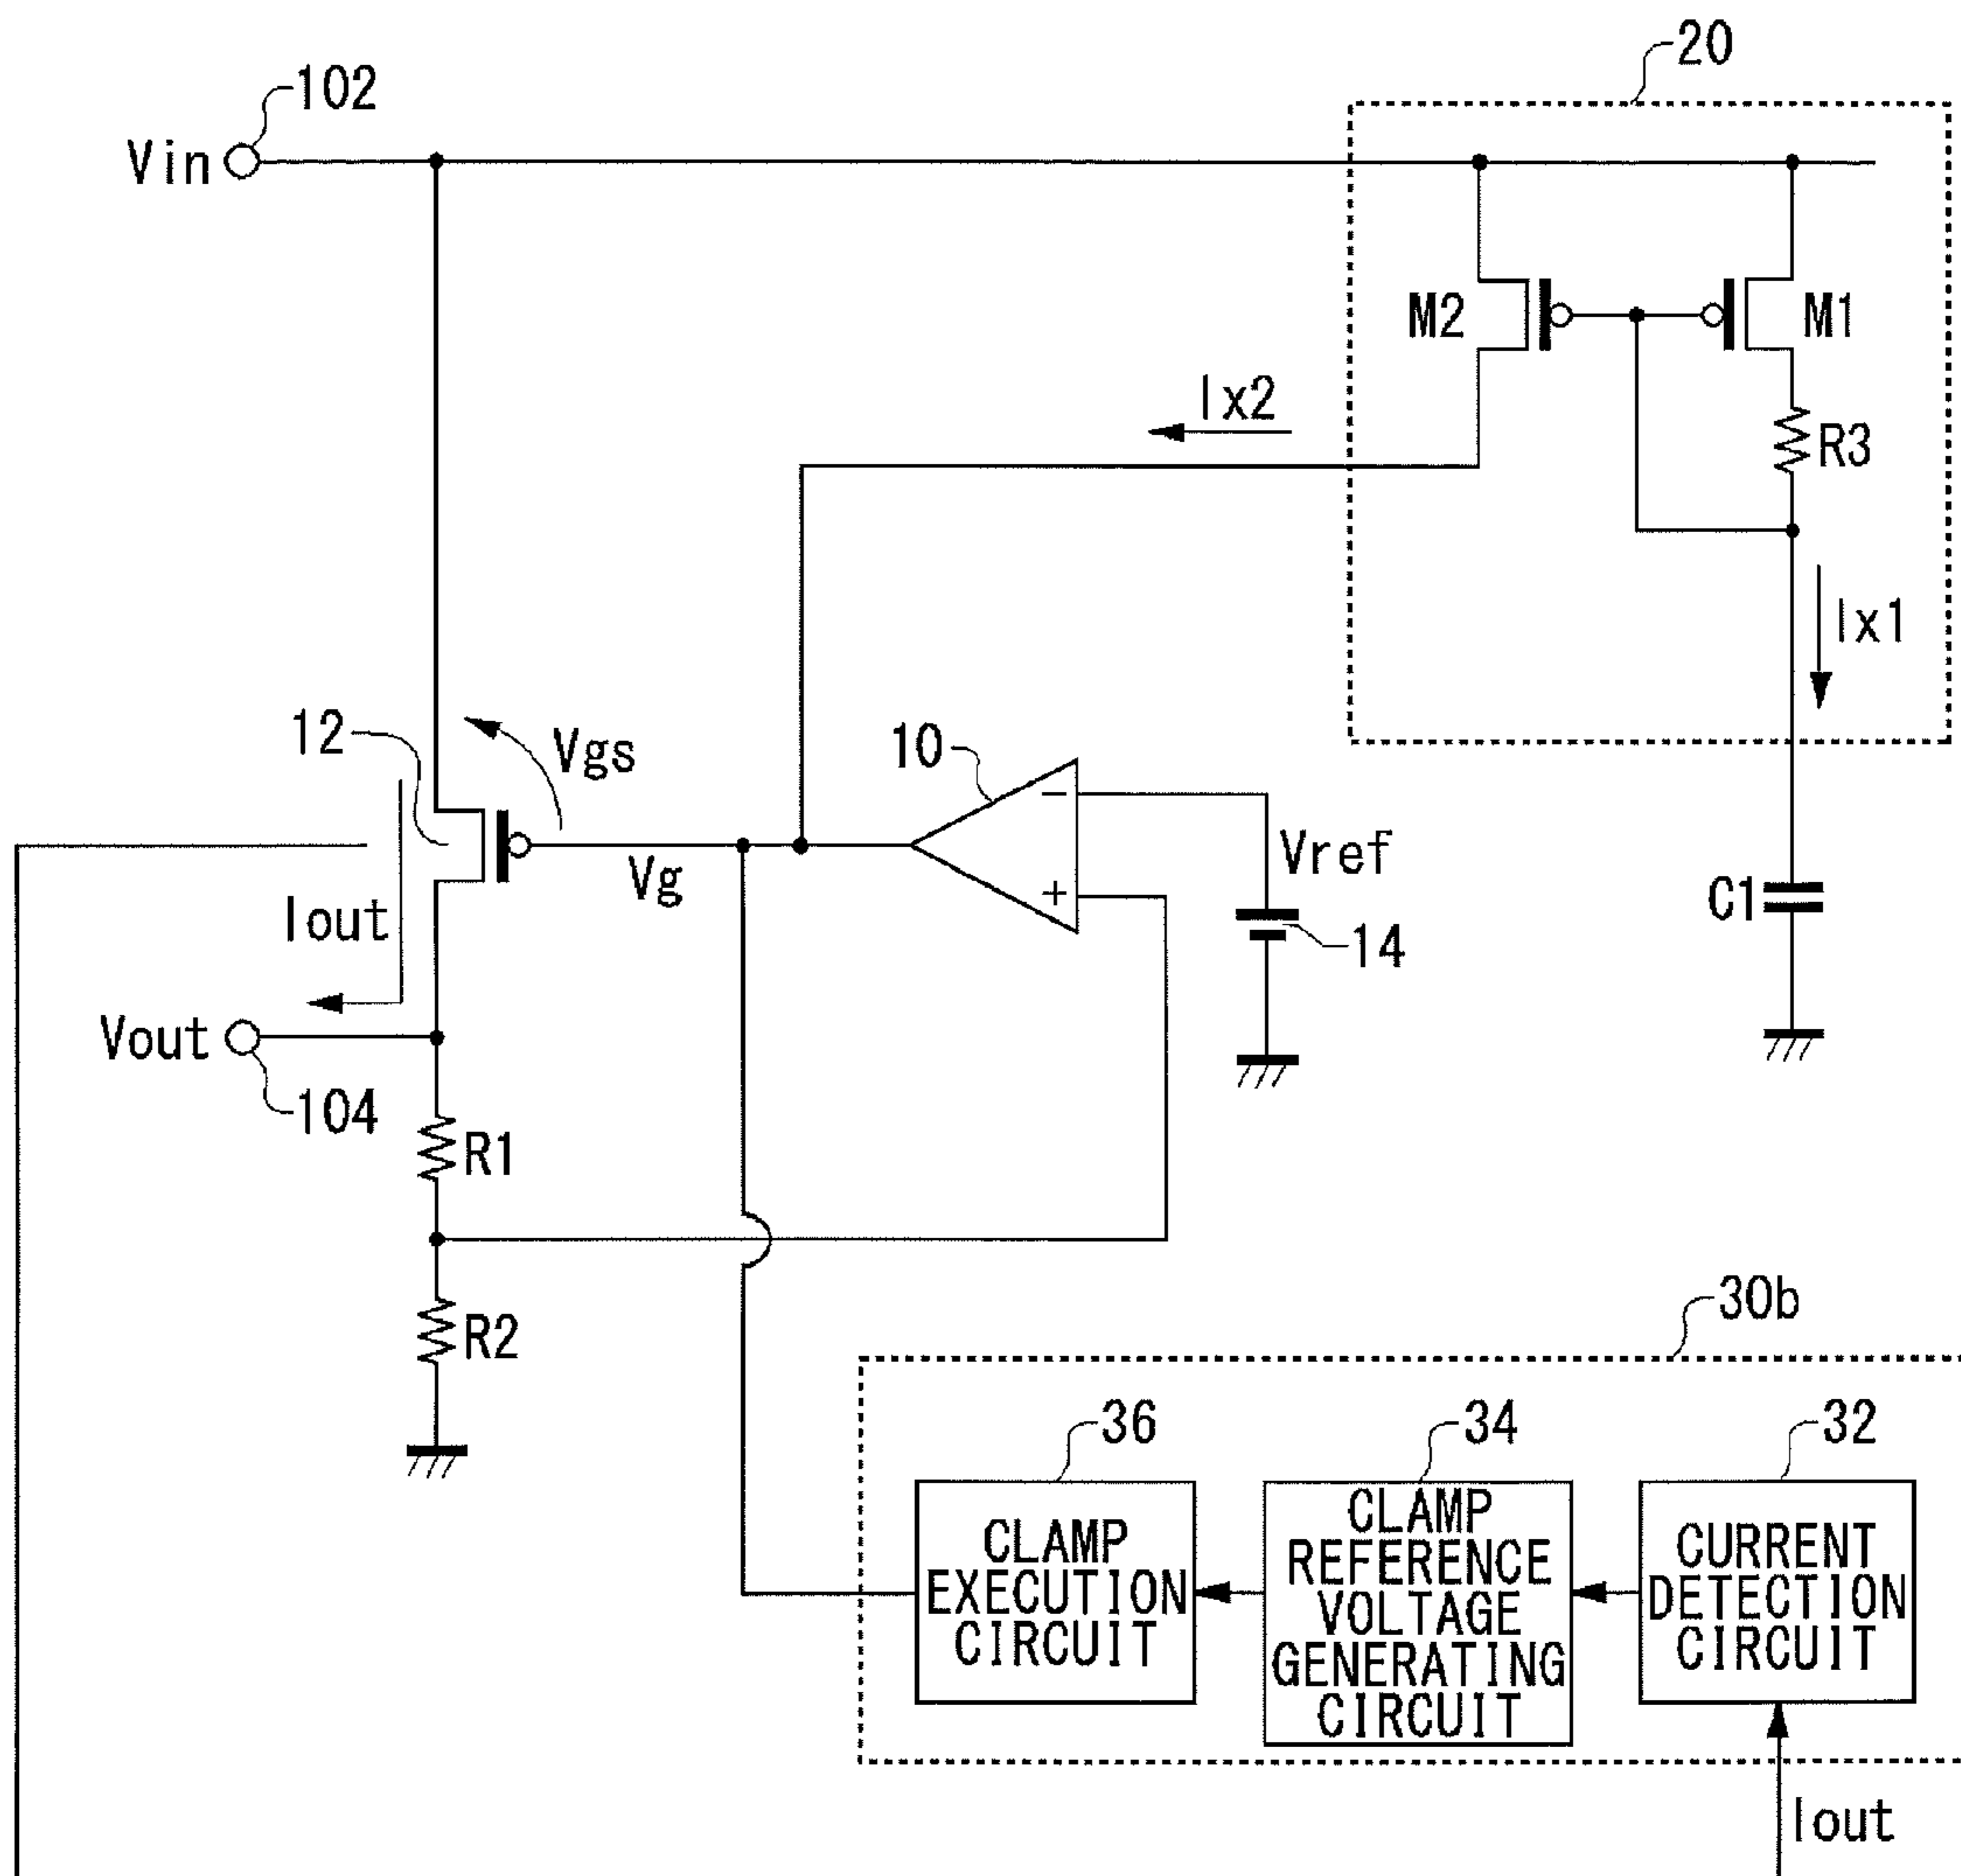 20
102
Vin
M2
M1
Ix2
R3
Ix1
12
Vgs
10
−
Vref
Vg
+
C1
Iout
14
Vout
104
R1
30b
R2
36
34
32
CLAMP
EXECUTION
CIRCUIT
CLAMP
REFERENCE
VOLTAGE
GENERATING
CIRCUIT
CURRENT
DETECTION
CIRCUIT
Iout